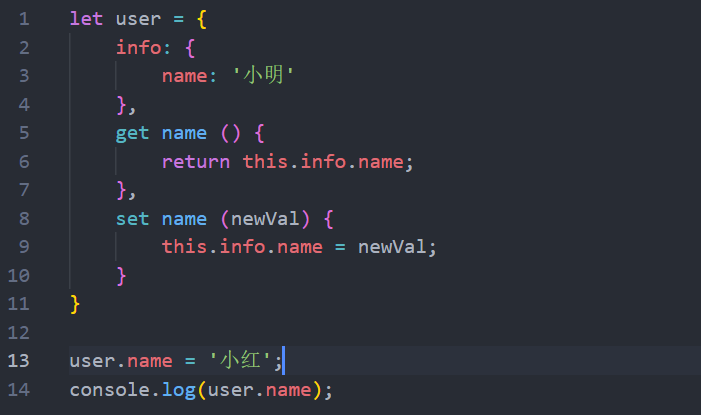 1 let user = {
2     info: {
3         name: '小明'
4     },
5     get name () {
6         return this.info.name;
7     },
8     set name (newVal) {
9         this.info.name = newVal;
10     }
11 }
12
13 user.name = '小红';
14 console.log(user.name);